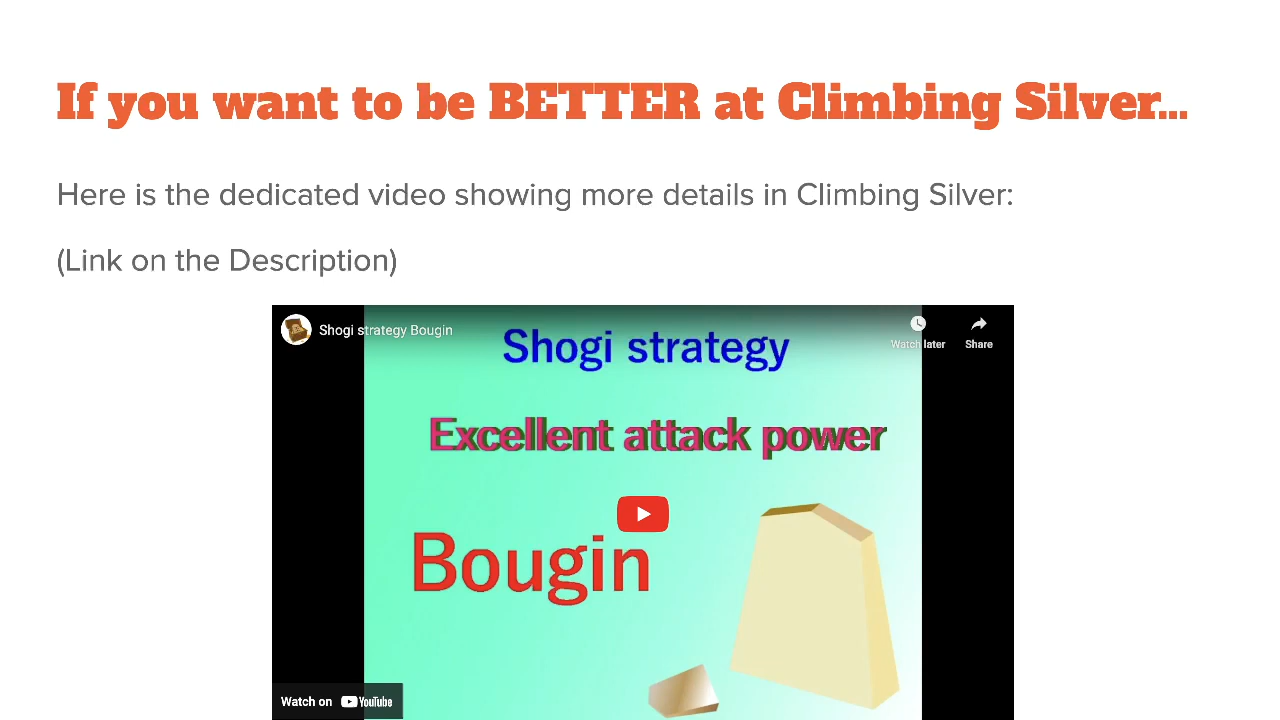 If you want to be BETTER at Climbing Silver...
Here is the dedicated video showing more details in Climbing Silver:
(Link on the Description)
Shogi strategy Bougin
Watch later
Share
Shogi strategy
Excellent attack power
Bougin
Watch on YouTube